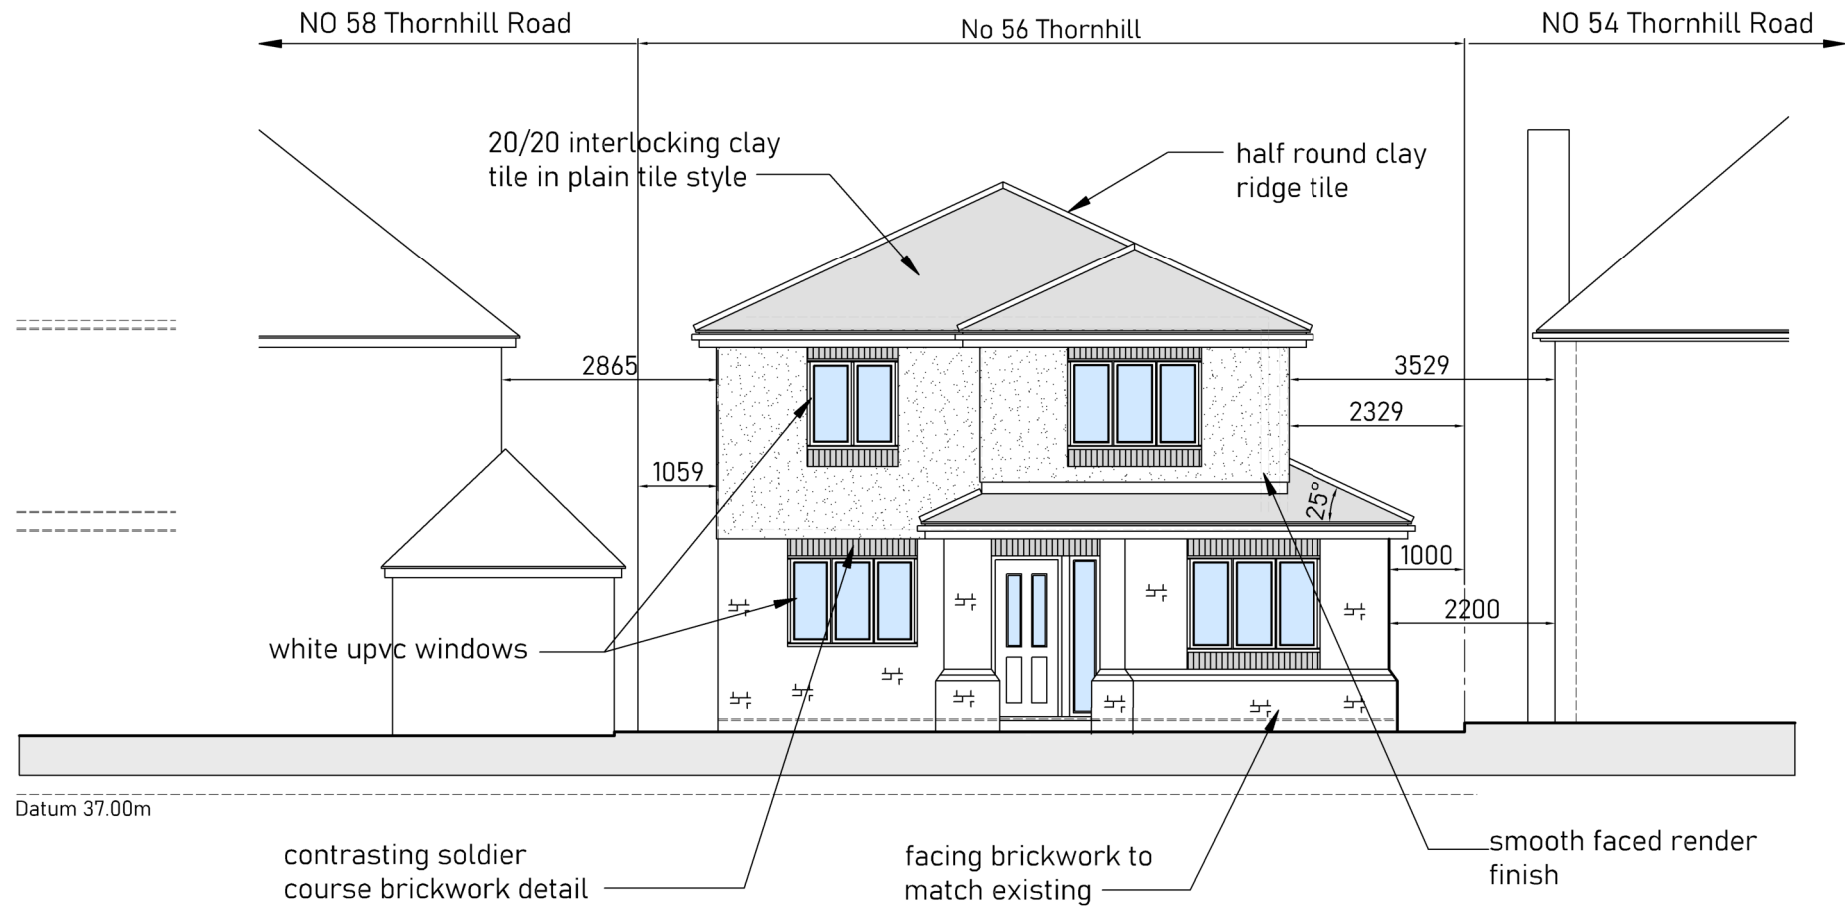 NO 58 Thornhill Road
No 56 Thornhill
NO 54 Thornhill Road
20/20 interlocking clay
tile in plain tile style
half round clay
ridge tile
2865
3529
2329
1059
25°
1000
2200
white upvc windows
Datum 37.00m
contrasting soldier
course brickwork detail
facing brickwork to
match existing
smooth faced render
finish